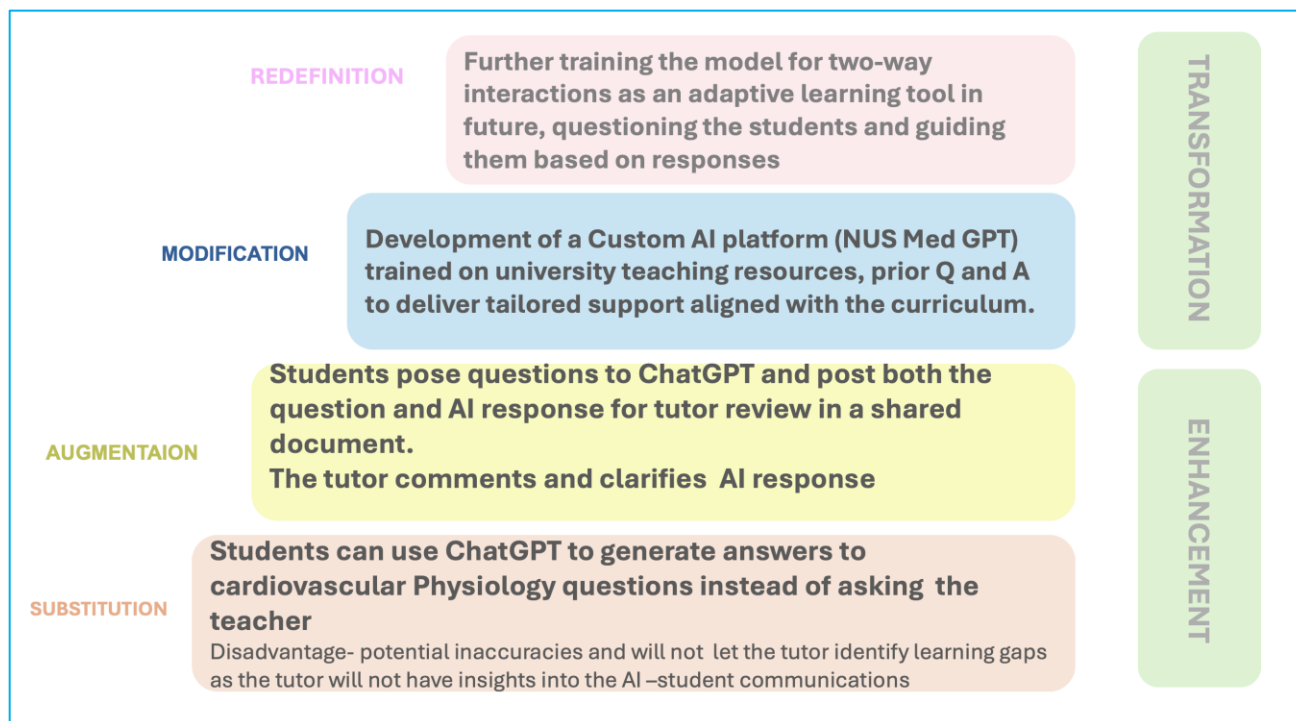 REDEFINITION
Further training the model for two-way
interactions as an adaptive learning tool in
future, questioning the students and guiding
them based on responses
MODIFICATION
Development of a Custom AI platform (NUS Med GPT)
trained on university teaching resources, prior Q and A
to deliver tailored support aligned with the curriculum.
TRANSFORMATION
AUGMENTAION
Students pose questions to ChatGPT and post both the
question and AI response for tutor review in a shared
document.
The tutor comments and clarifies AI response
SUBSTITUTION
Students can use ChatGPT to generate answers to
cardiovascular Physiology questions instead of asking the
teacher
Disadvantage- potential inaccuracies and will not let the tutor identify learning gaps
as the tutor will not have insights into the AI –student communications
ENHANCEMENT